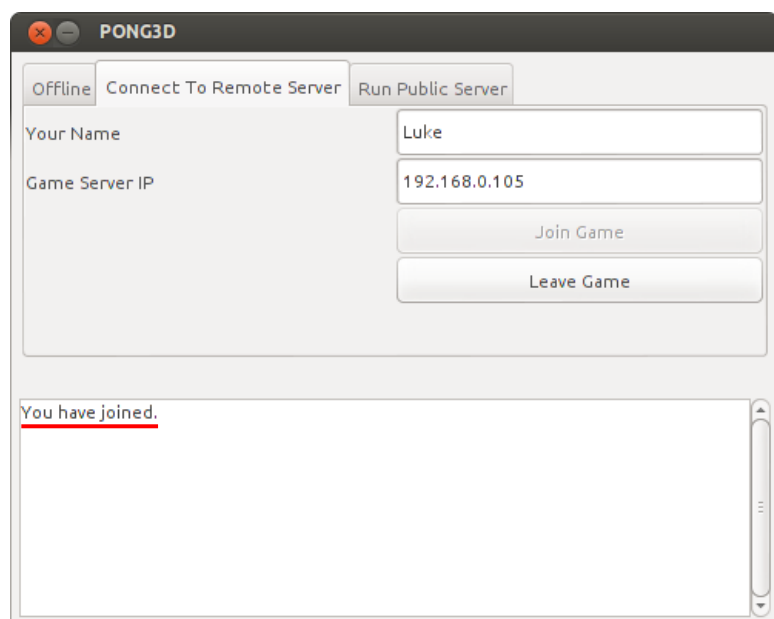 PONG3D
Offline Connect To Remote Server Run Public Server
Your Name Luke
Game Server IP 192.168.0.105
Join Game
Leave Game
You have joined.